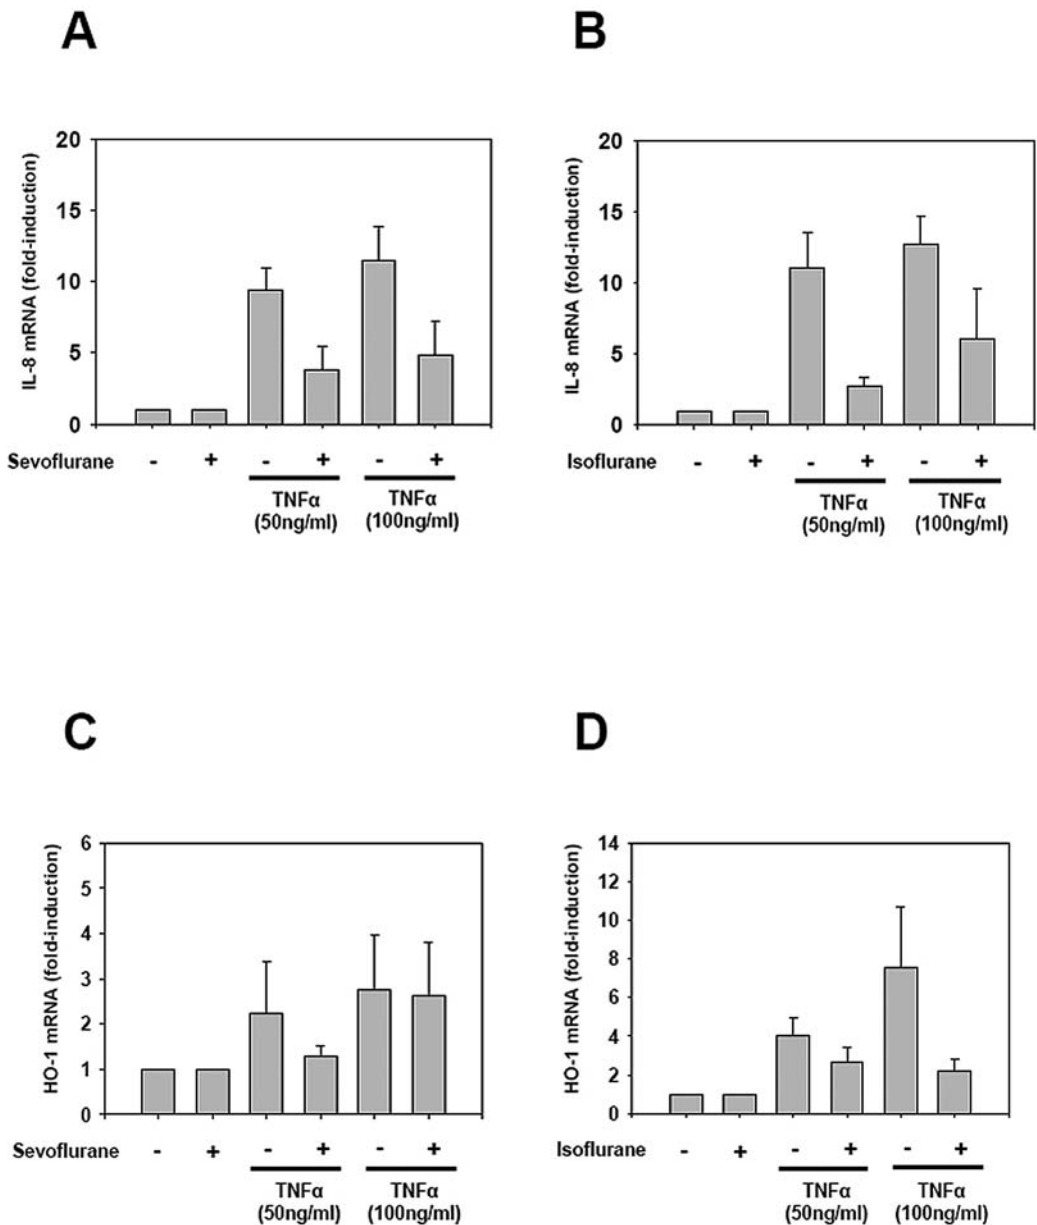 A
IL-8 mRNA (fold-induction)
20
15
10
5
0
Sevoflurane - + - + - +
TNFα TNFα
(50ng/ml) (100ng/ml)
B
IL-8 mRNA (fold-induction)
20
15
10
5
0
Isoflurane - + - + - +
TNFα TNFα
(50ng/ml) (100ng/ml)
C
HO-1 mRNA (fold-induction)
6
5
4
3
2
1
0
Sevoflurane - + - + - +
TNFα TNFα
(50ng/ml) (100ng/ml)
D
HO-1 mRNA (fold-induction)
14
12
10
8
6
4
2
0
Isoflurane - + - + - +
TNFα TNFα
(50ng/ml) (100ng/ml)